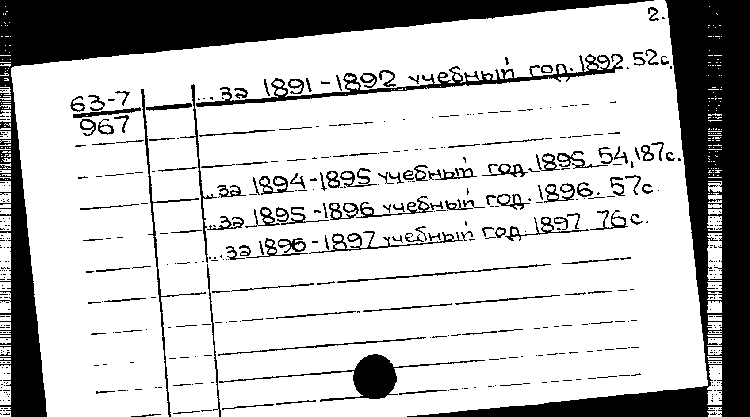 2.
63-7 ... за 1891-1892 учебный год. 1892. 52с.
967
... за 1894-1895 учебный год. 1895. 54,187с.
... за 1895-1896 учебный год. 1896. 57с.
... за 1896-1897 учебный год. 1897 76с.